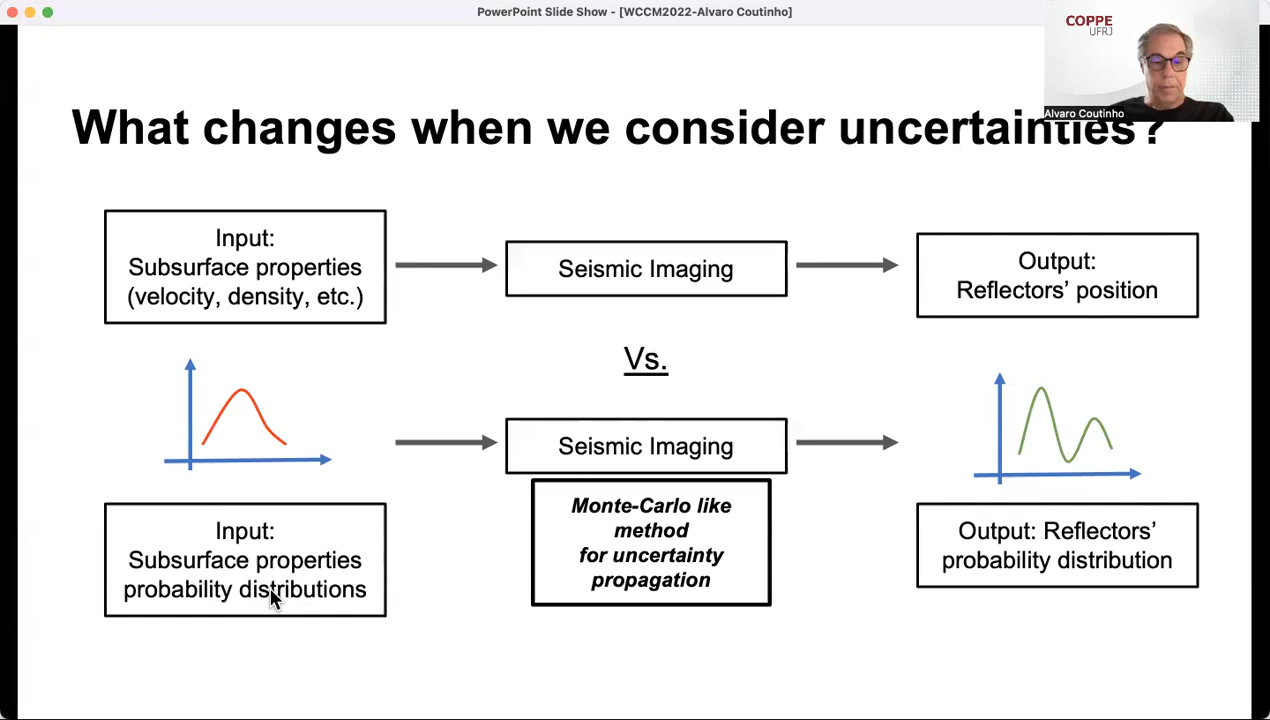 PowerPoint Slide Show - [WCCM2022-Alvaro Coutinho]
COPPE
UFRJ
Alvaro Coutinho
What changes when we consider uncertainties?
Input:
Subsurface properties
(velocity, density, etc.)
Seismic Imaging
Output:
Reflectors’ position
Vs.
Seismic Imaging
Monte-Carlo like
method
for uncertainty
propagation
Input:
Subsurface properties
probability distributions
Output: Reflectors’
probability distribution